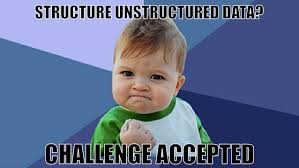 STRUCTURE UNSTRUCTURED DATA?
CHALLENGE ACCEPTED